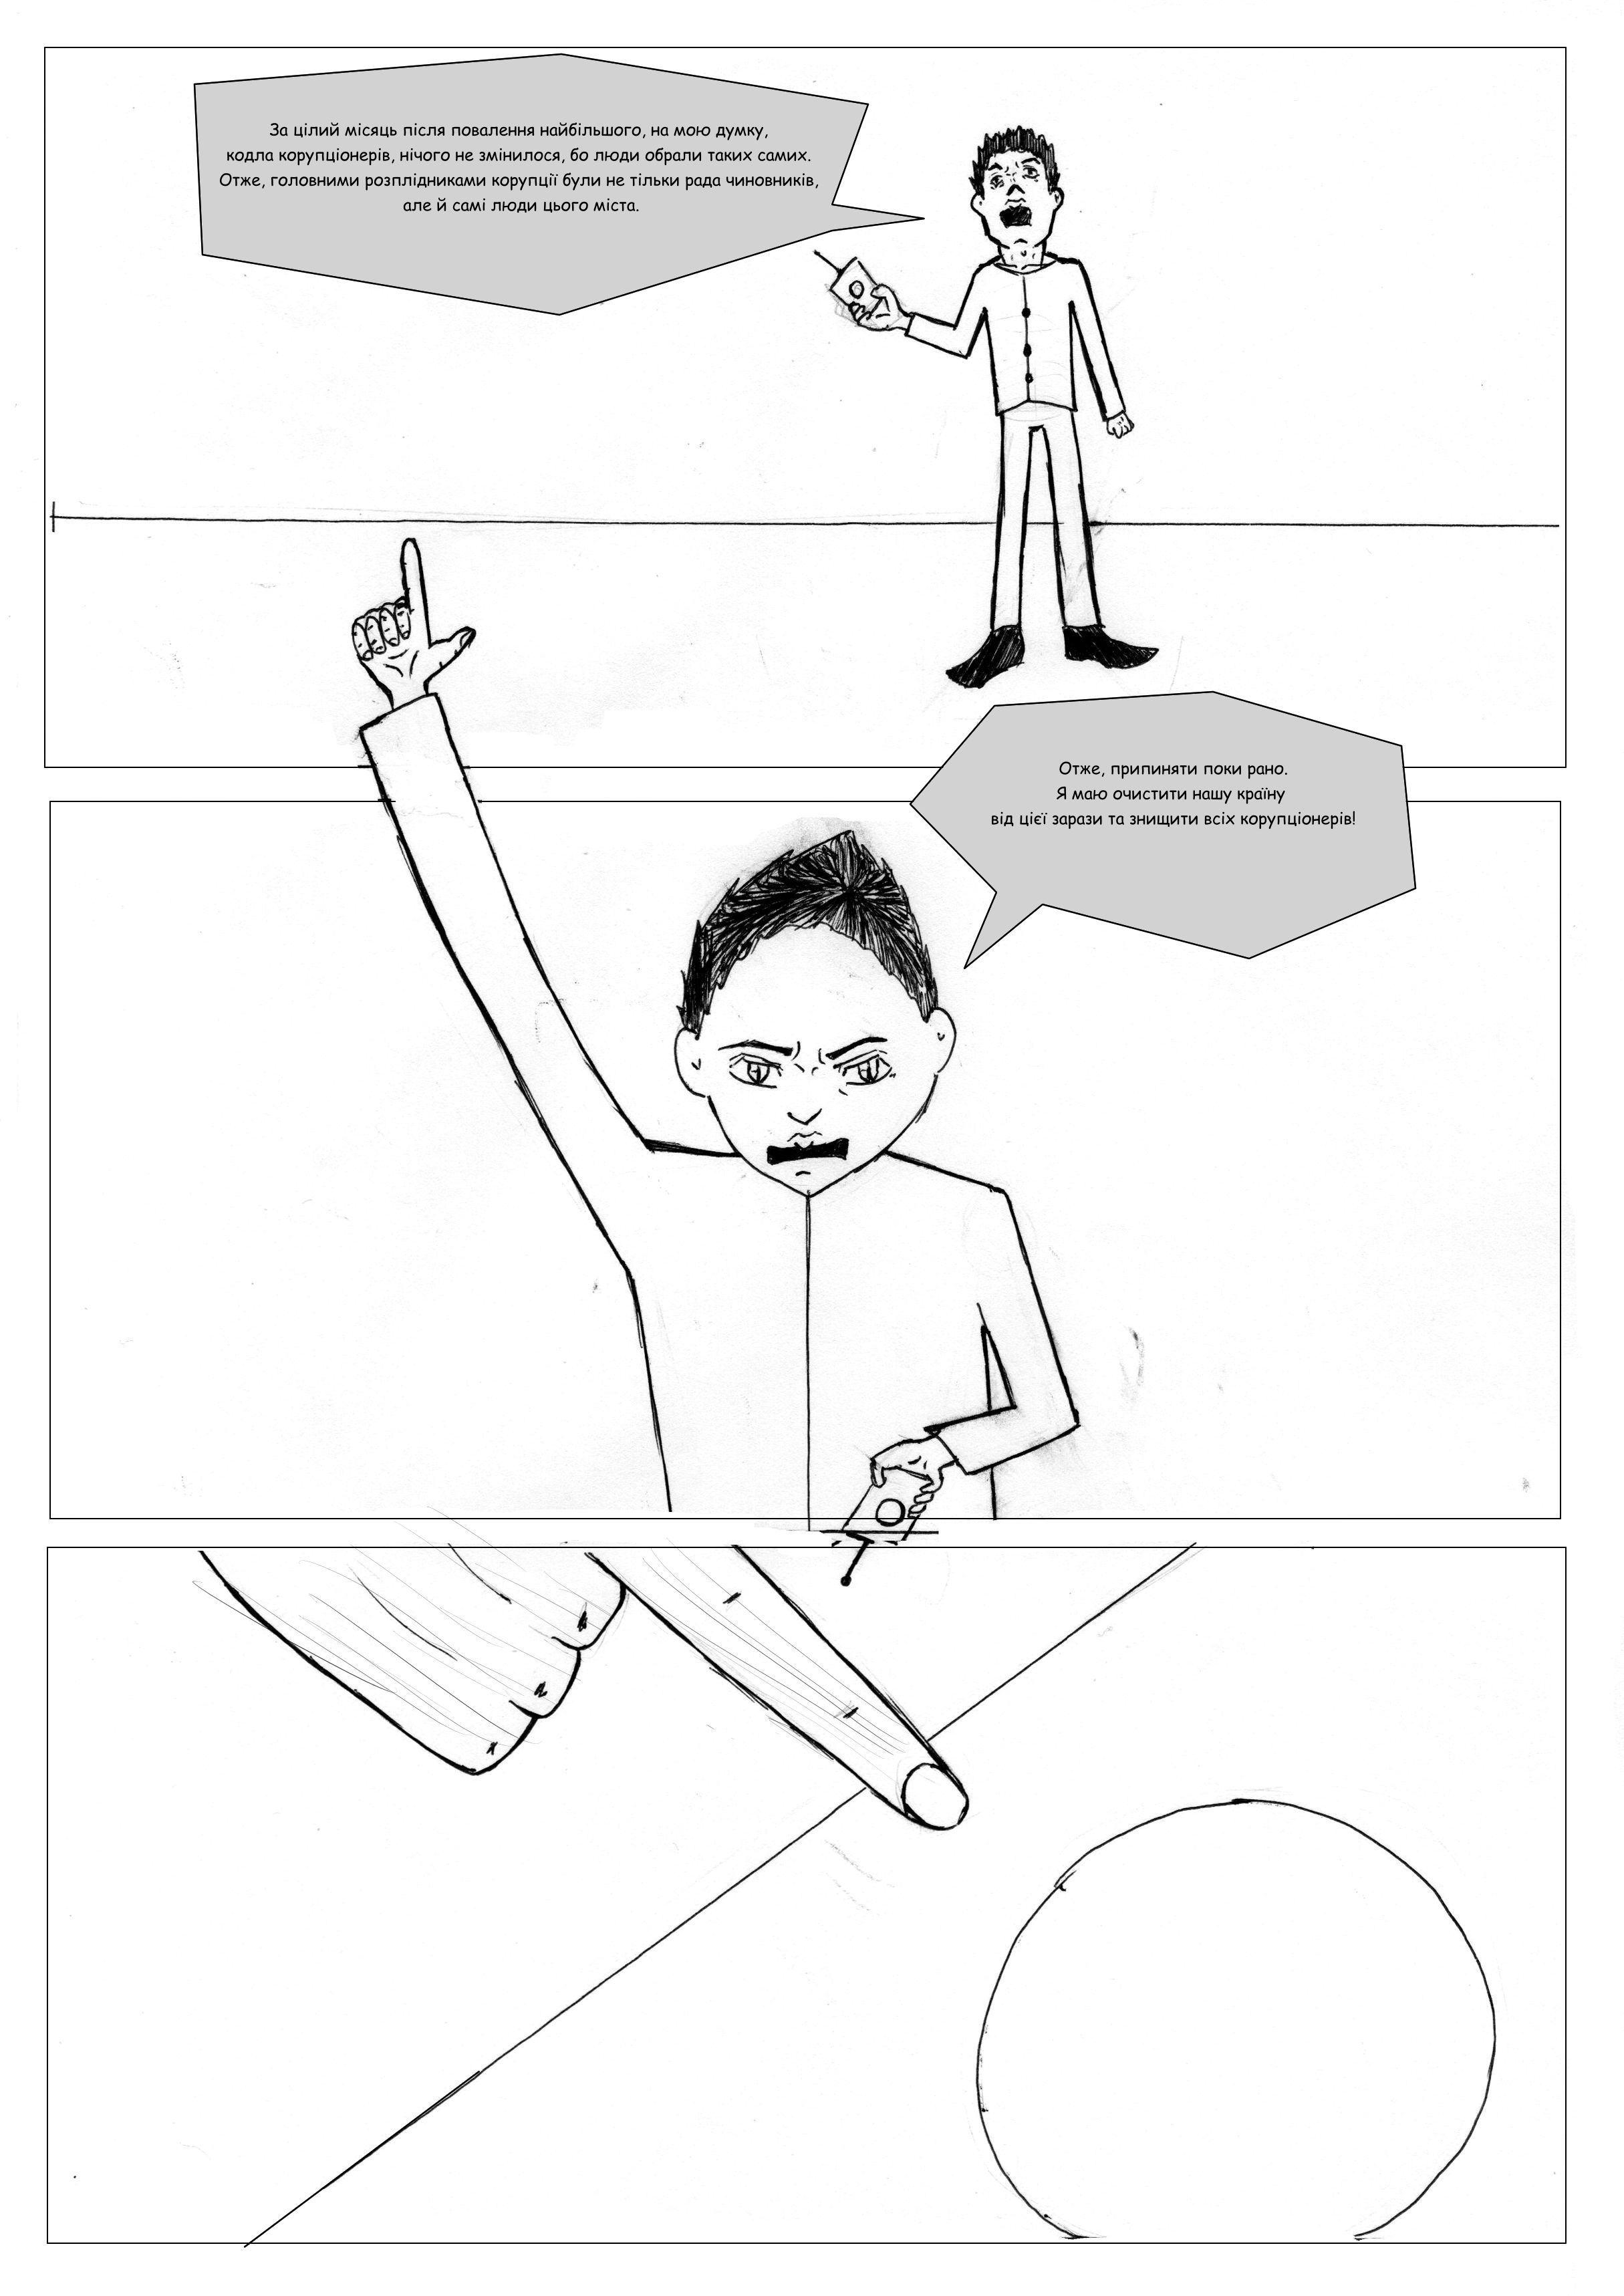 За цілий місяць після повалення найбільшого, на мою думку,
кодла корупціонерів, нічого не змінилося, бо люди обрали таких самих.
Отже, головними розплідниками корупції були не тільки рада чиновників,
але й самі люди цього міста.
Отже, припиняти поки рано.
Я маю очистити нашу країну
від цієї зарази та знищити всіх корупціонерів!